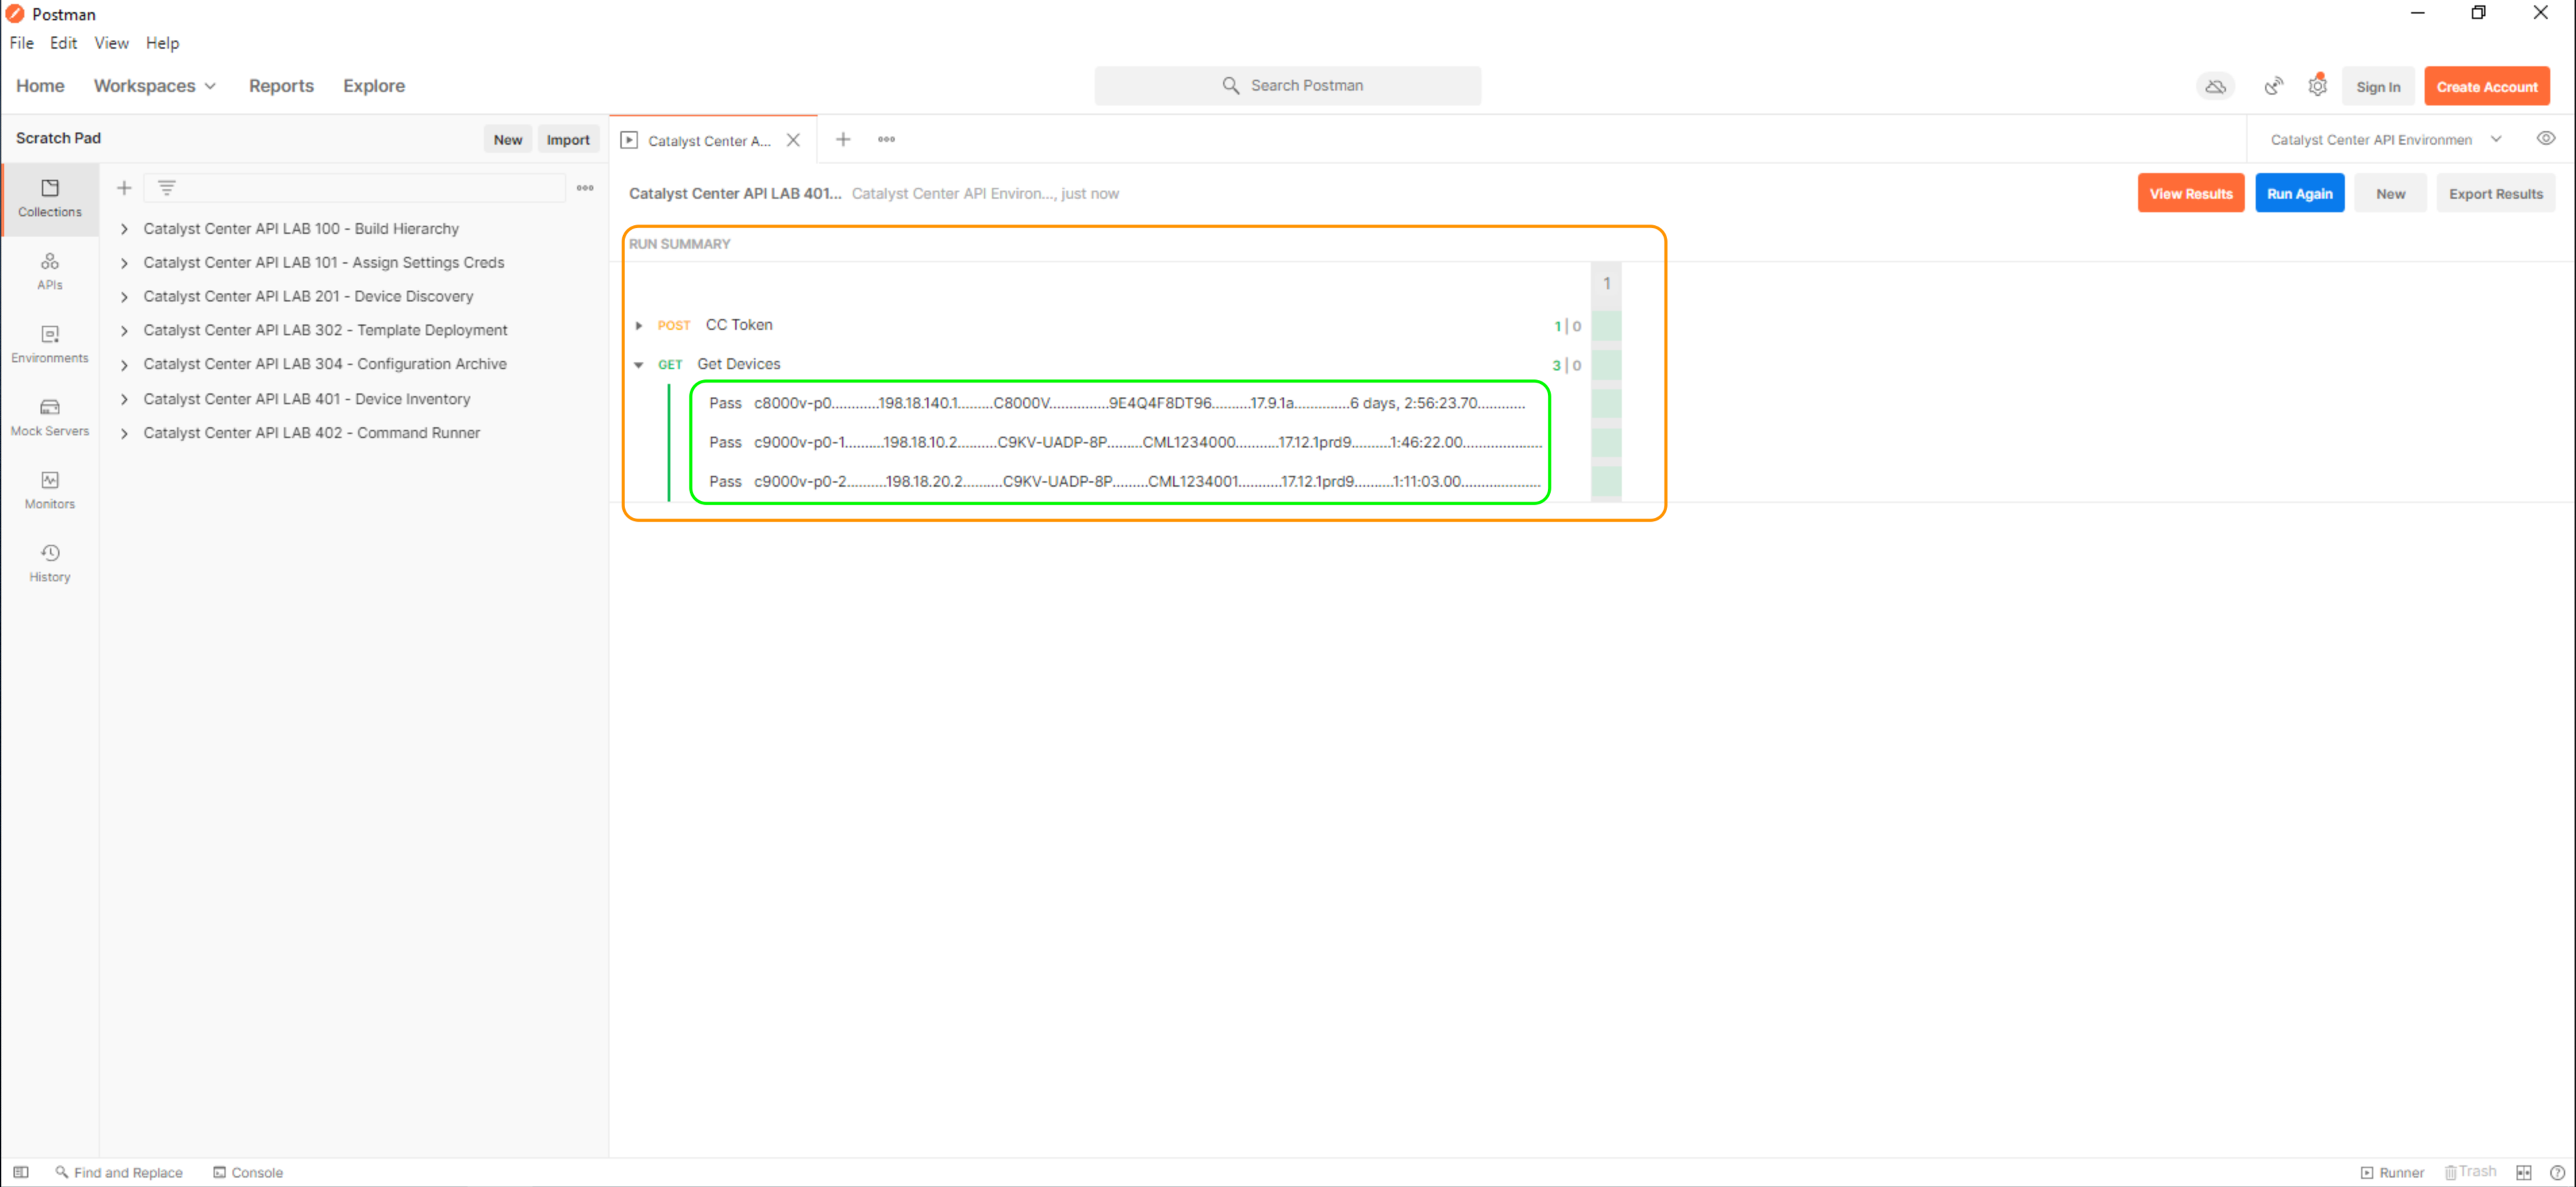 Postman
File Edit View Help
Home Workspaces Reports Explore
Search Postman
Sign In Create Account
Scratch Pad
New Import
Catalyst Center A...
Catalyst Center API Environmen
Collections
APIs
Environments
Mock Servers
Monitors
History
Catalyst Center API LAB 100 - Build Hierarchy
Catalyst Center API LAB 101 - Assign Settings Creds
Catalyst Center API LAB 201 - Device Discovery
Catalyst Center API LAB 302 - Template Deployment
Catalyst Center API LAB 304 - Configuration Archive
Catalyst Center API LAB 401 - Device Inventory
Catalyst Center API LAB 402 - Command Runner
Catalyst Center API LAB 401... Catalyst Center API Environ..., just now
View Results Run Again New Export Results
RUN SUMMARY
1
POST CC Token 1 | 0
GET Get Devices 3 | 0
Pass c8000v-p0...........198.18.140.1........C8000V..............9E4Q4F8DT96.........17.9.1a.............6 days, 2:56:23.70...........
Pass c9000v-p0-1.........198.18.10.2.........C9KV-UADP-8P........CML1234000..........17.12.1prd9.........1:46:22.00...................
Pass c9000v-p0-2.........198.18.20.2.........C9KV-UADP-8P........CML1234001..........17.12.1prd9.........1:11:03.00...................
Find and Replace Console
Runner Trash